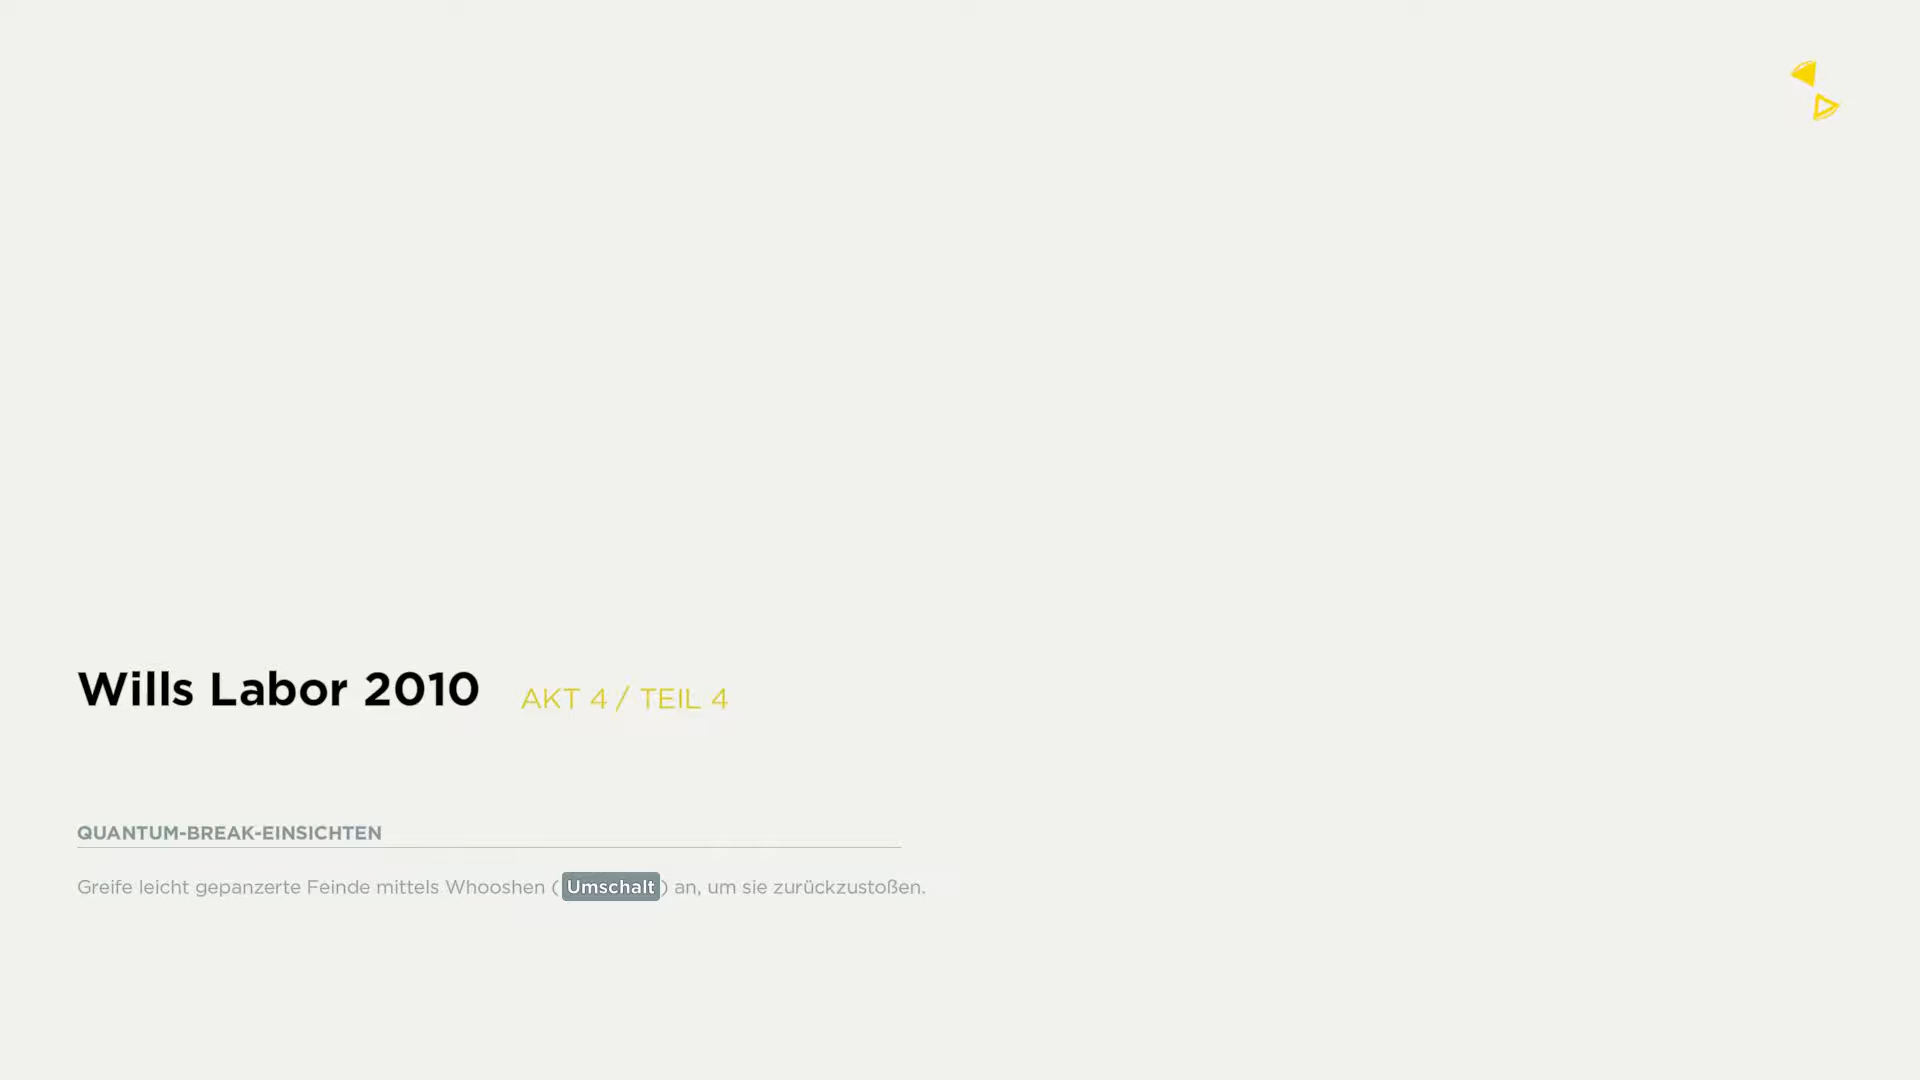 Wills Labor 2010 AKT 4 / TEIL 4
QUANTUM-BREAK-EINSICHTEN
Greife leicht gepanzerte Feinde mittels Whooshen (Umschalt) an, um sie zurückzustoßen.